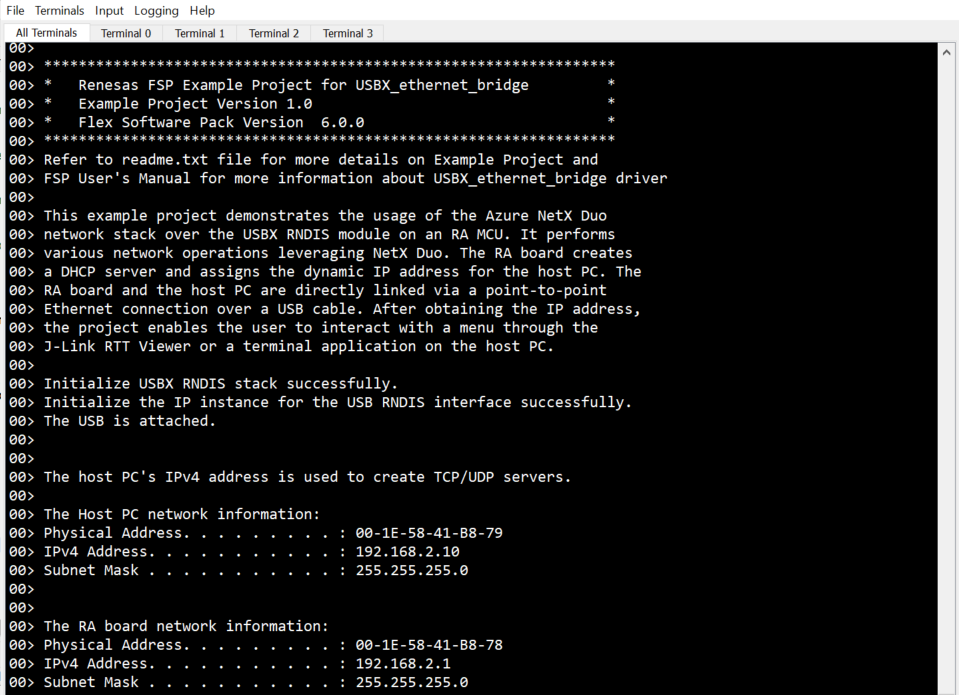 File Terminals Input Logging Help
All Terminals Terminal 0 Terminal 1 Terminal 2 Terminal 3
00>
00> ******************************************************************
00> *   Renesas FSP Example Project for USBX_ethernet_bridge         *
00> *   Example Project Version 1.0                                  *
00> *   Flex Software Pack Version  6.0.0                            *
00> ******************************************************************
00> Refer to readme.txt file for more details on Example Project and
00> FSP User's Manual for more information about USBX_ethernet_bridge driver
00>
00> This example project demonstrates the usage of the Azure NetX Duo
00> network stack over the USBX RNDIS module on an RA MCU. It performs
00> various network operations leveraging NetX Duo. The RA board creates
00> a DHCP server and assigns the dynamic IP address for the host PC. The
00> RA board and the host PC are directly linked via a point-to-point
00> Ethernet connection over a USB cable. After obtaining the IP address,
00> the project enables the user to interact with a menu through the
00> J-Link RTT Viewer or a terminal application on the host PC.
00>
00> Initialize USBX RNDIS stack successfully.
00> Initialize the IP instance for the USB RNDIS interface successfully.
00> The USB is attached.
00>
00>
00> The host PC's IPv4 address is used to create TCP/UDP servers.
00>
00> The Host PC network information:
00> Physical Address. . . . . . . . . : 00-1E-58-41-B8-79
00> IPv4 Address. . . . . . . . . . . : 192.168.2.10
00> Subnet Mask . . . . . . . . . . . : 255.255.255.0
00>
00>
00> The RA board network information:
00> Physical Address. . . . . . . . . : 00-1E-58-41-B8-78
00> IPv4 Address. . . . . . . . . . . : 192.168.2.1
00> Subnet Mask . . . . . . . . . . . : 255.255.255.0